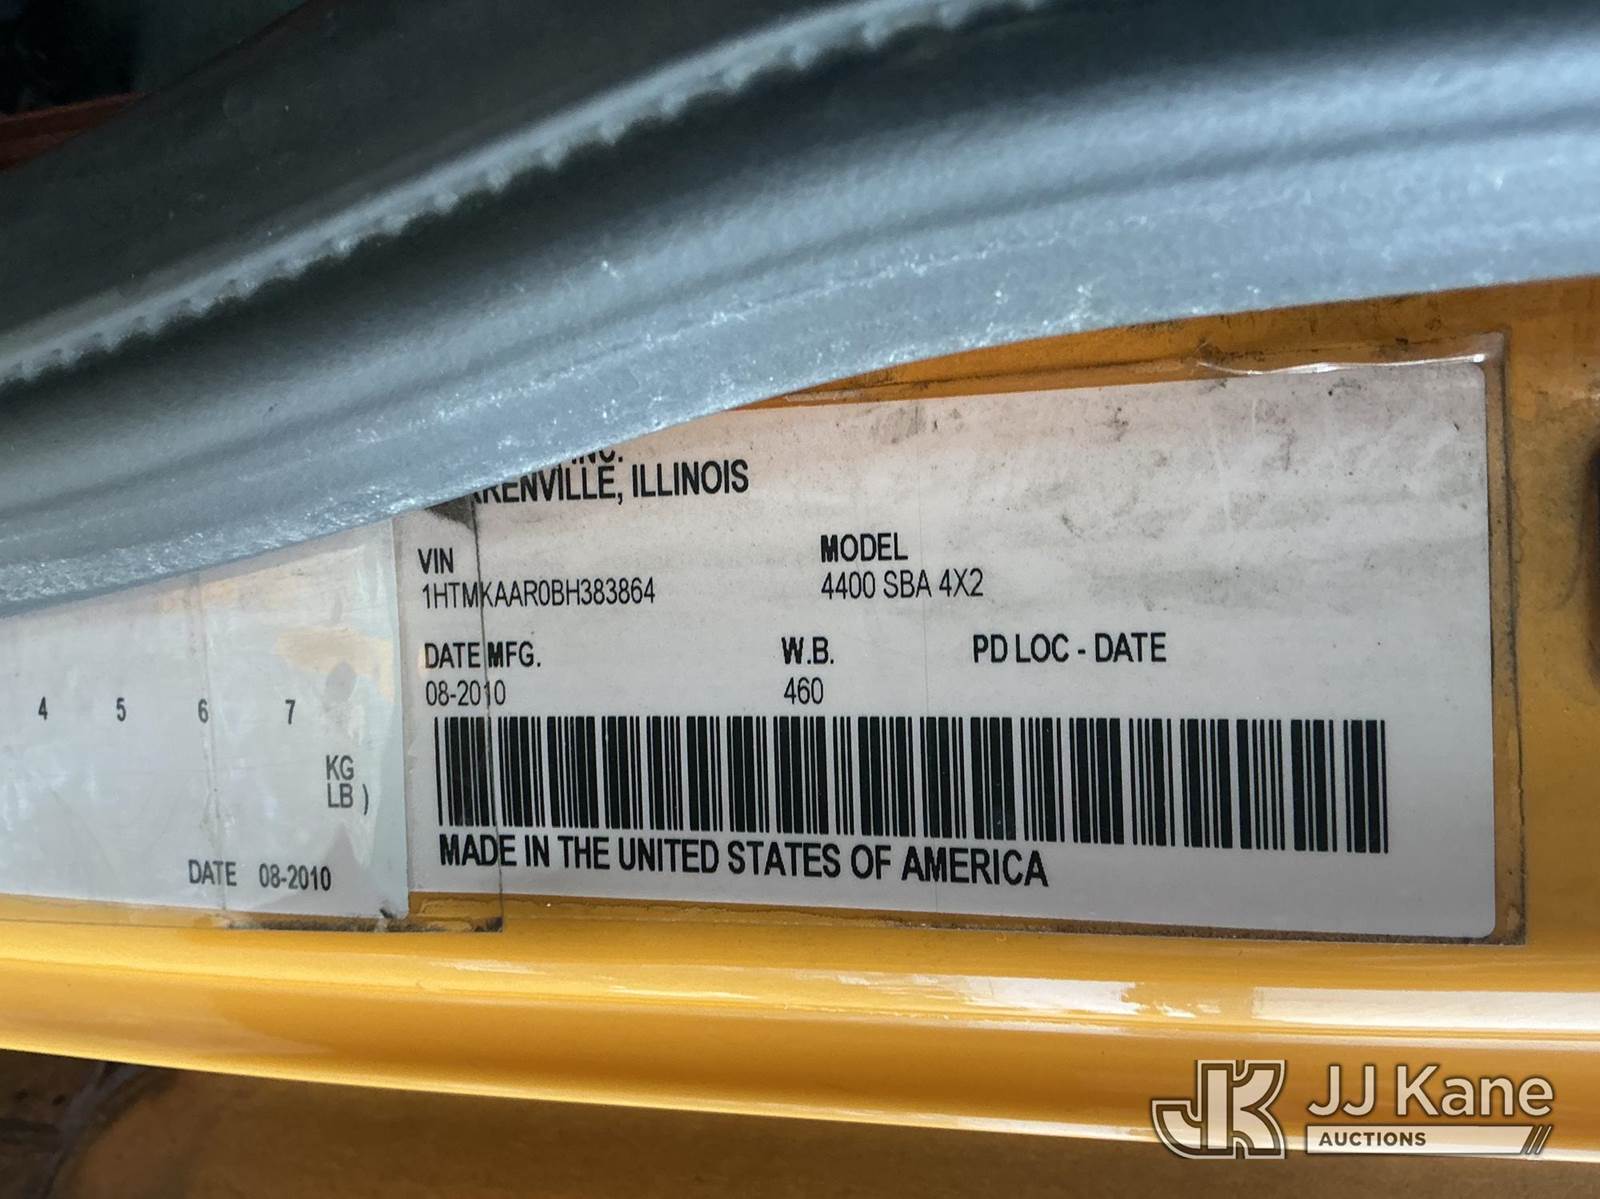 ILLINOIS
VIN
1HTMKAAR0BH383864
MODEL
4400 SBA 4X2
DATE MFG.
08-2010
W.B.
460
PD LOC - DATE
MADE IN THE UNITED STATES OF AMERICA
4 5 6 7
KG
LB )
DATE 08-2010
JK JJ Kane
AUCTIONS